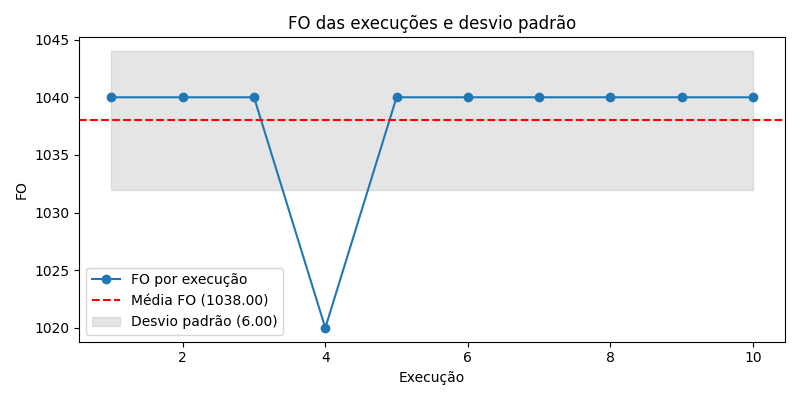 FO das execuções e desvio padrão
1045
1040
1035
1030
1025
1020
FO
FO por execução
Média FO (1038.00)
Desvio padrão (6.00)
2
4
6
8
10
Execução